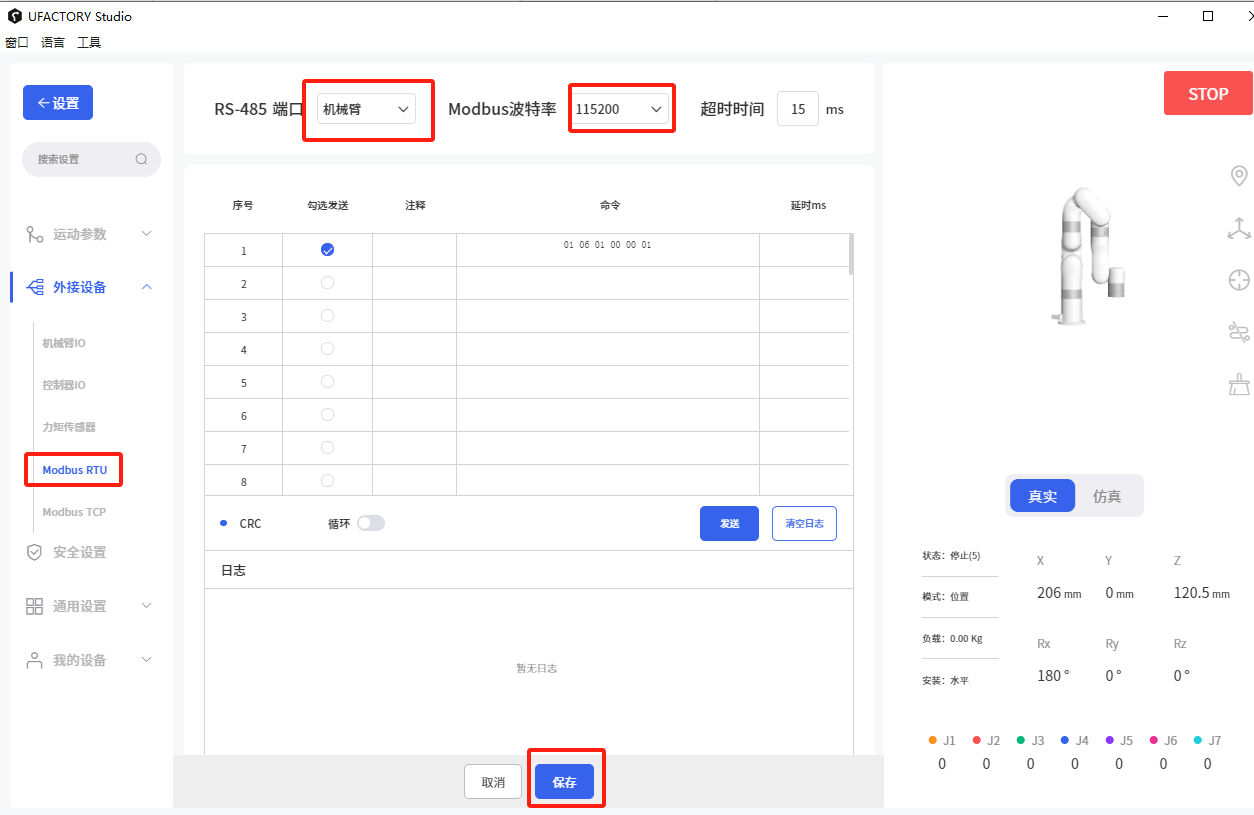 UFACTORY Studio
窗口 语言 工具
设置
搜索设置
运动参数
外接设备
机械臂IO
控制器IO
力矩传感器
Modbus RTU
Modbus TCP
安全设置
通用设置
我的设备
RS-485 端口 机械臂 Modbus波特率 115200 超时时间 15 ms
序号 勾选发送 注释 命令 延时ms
1 01 06 01 00 00 01
2
3
4
5
6
7
8
CRC 循环 发送 清空日志
日志
暂无日志
取消 保存
STOP
真实 仿真
状态: 停止(5)
模式: 位置
负载: 0.00 Kg
安装: 水平
X Y Z
206 mm 0 mm 120.5 mm
Rx Ry Rz
180 ° 0 ° 0 °
J1 J2 J3 J4 J5 J6 J7
0 0 0 0 0 0 0